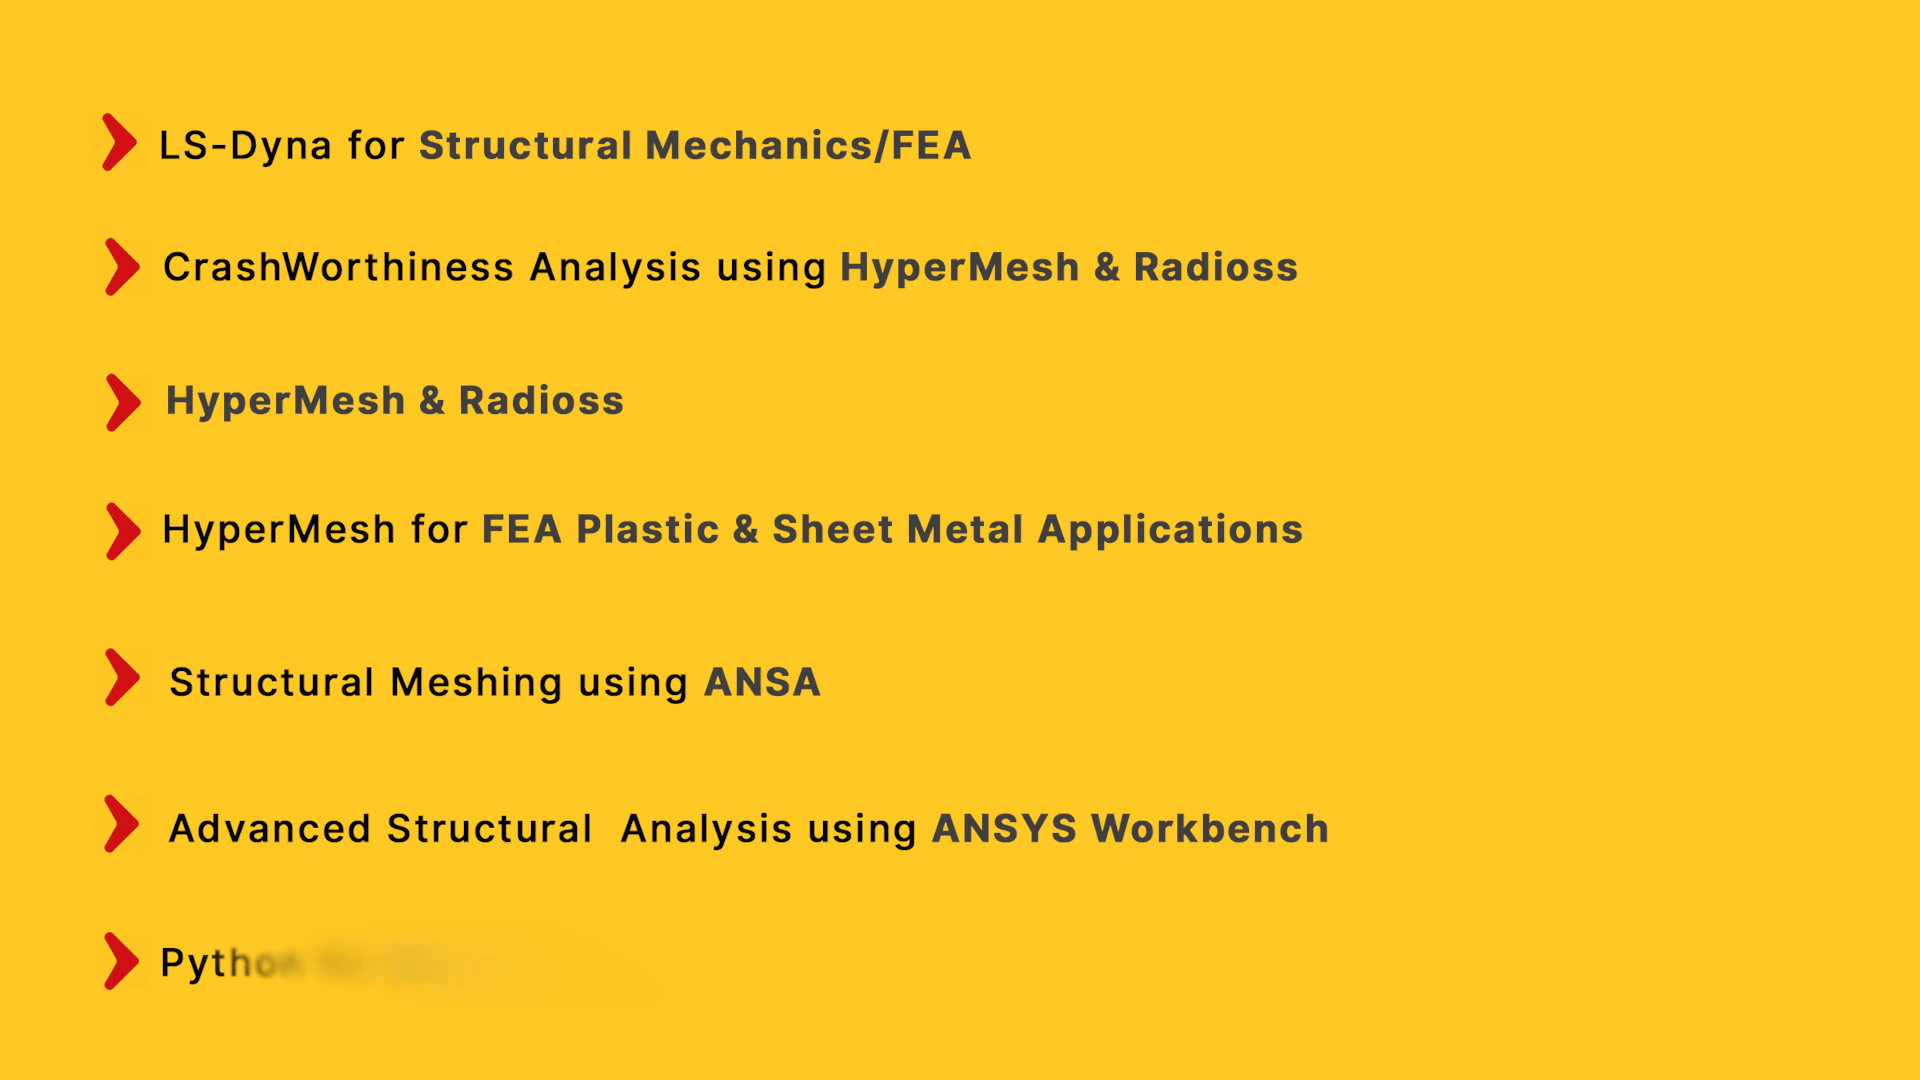 LS-Dyna for Structural Mechanics/FEA
CrashWorthiness Analysis using HyperMesh & Radioss
HyperMesh & Radioss
HyperMesh for FEA Plastic & Sheet Metal Applications
Structural Meshing using ANSA
Advanced Structural  Analysis using ANSYS Workbench
Python